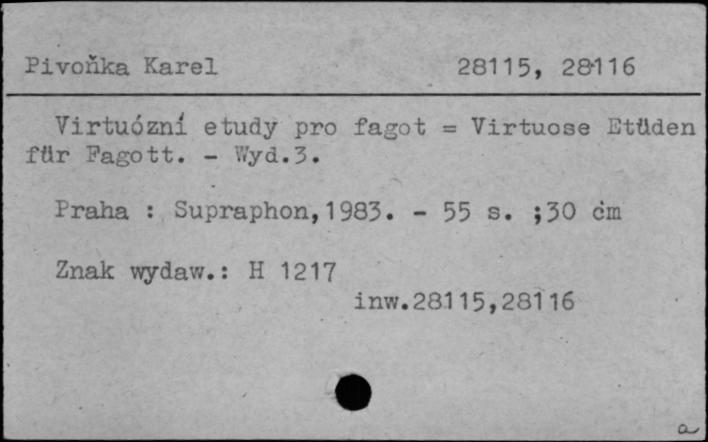 Pivoňka Karel 28115, 28116
Virtuózní etudy pro fagot = Virtuose Etüden
für Fagott. - Wyd.3.
Praha : Supraphon,1983. - 55 s. ;30 cm
Znak wydaw.: H 1217
inw.28115,28116
a